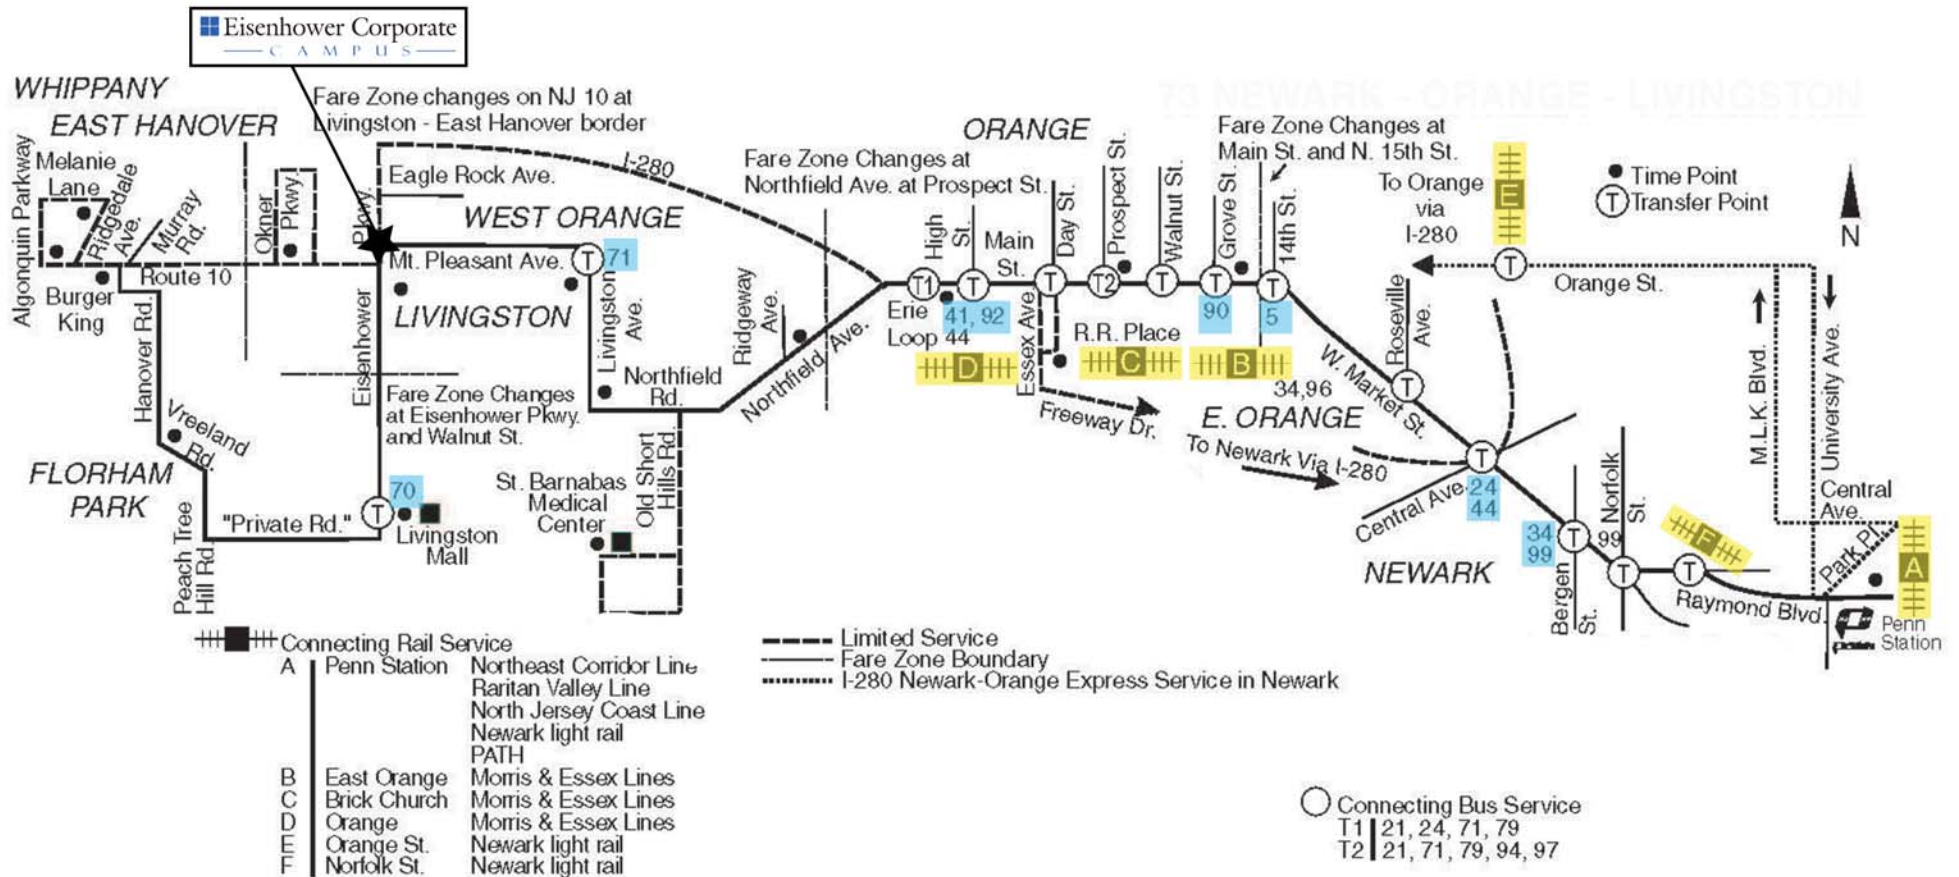 Eisenhower Corporate
CAMPUS
WHIPPANY
EAST HANOVER
Fare Zone changes on NJ 10 at
Livingston - East Hanover border
73 NEWARK - ORANGE - LIVINGSTON
ORANGE
Fare Zone Changes at
Main St. and N. 15th St.
Fare Zone Changes at
Northfield Ave. at Prospect St.
To Orange
via
I-280
E
Time Point
T Transfer Point
N
Algonquin Parkway
Melanie
Lane
Ridgedale
Ave.
Murray
Rd.
Okner
Pkwy.
Pkwy.
Eagle Rock Ave.
I-280
WEST ORANGE
High
St.
Main
St.
Day St.
Prospect St.
Walnut St.
Grove St.
14th St.
Route 10
Mt. Pleasant Ave.
T
71
Burger
King
LIVINGSTON
Livingston
Ave.
Ridgeway
Ave.
T1
T
T
T2
T
T
T
Erie
Loop 44
41, 92
90
5
D
Essex Ave.
R.R. Place
C
B
34,96
Roseville
Ave.
T
T
Orange St.
M.L.K. Blvd.
University Ave.
Hanover Rd.
Eisenhower
Fare Zone Changes
at Eisenhower Pkwy.
and Walnut St.
Northfield
Rd.
Northfield Ave.
Freeway Dr.
E. ORANGE
W. Market St.
To Newark Via I-280
Vreeland
Rd.
FLORHAM
PARK
St. Barnabas
Medical
Center
Old Short
Hills Rd.
Central Ave.
T
24
44
Central
Ave.
Park Pl.
A
"Private Rd."
T
70
Livingston
Mall
Peach Tree
Hill Rd.
NEWARK
34
99
T
Bergen
St.
Norfolk
St.
99
T
T
F
Raymond Blvd.
Penn
Station
Connecting Rail Service
A Penn Station Northeast Corridor Line
Raritan Valley Line
North Jersey Coast Line
Newark light rail
PATH
B East Orange Morris & Essex Lines
C Brick Church Morris & Essex Lines
D Orange Morris & Essex Lines
E Orange St. Newark light rail
F Norfolk St. Newark light rail
Limited Service
Fare Zone Boundary
I-280 Newark-Orange Express Service in Newark
Connecting Bus Service
T1 21, 24, 71, 79
T2 21, 71, 79, 94, 97